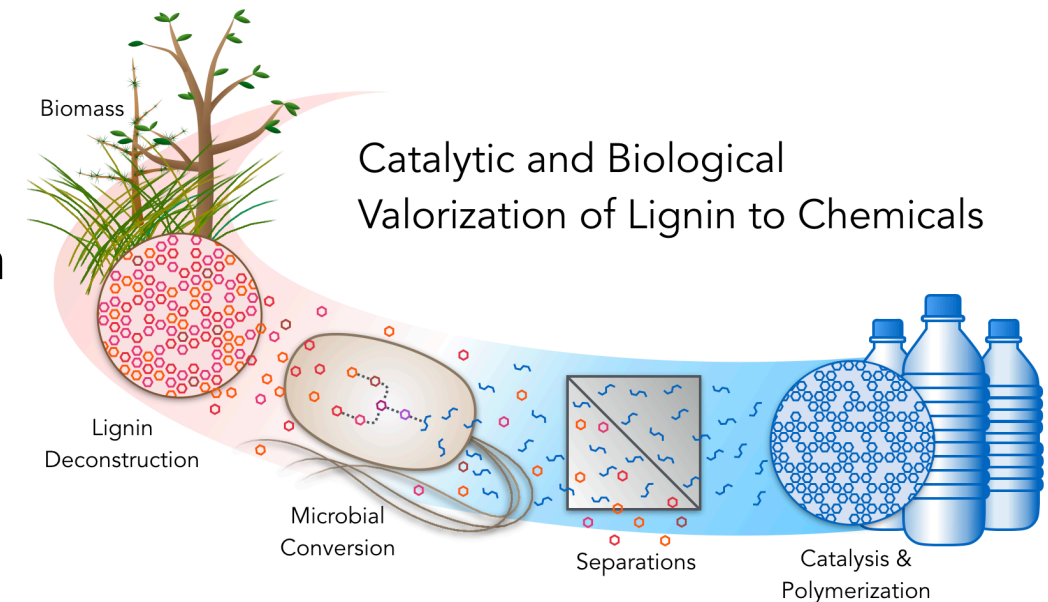 Biomass
Catalytic and Biological
Valorization of Lignin to Chemicals
Lignin
Deconstruction
Microbial
Conversion
Separations
Catalysis &
Polymerization